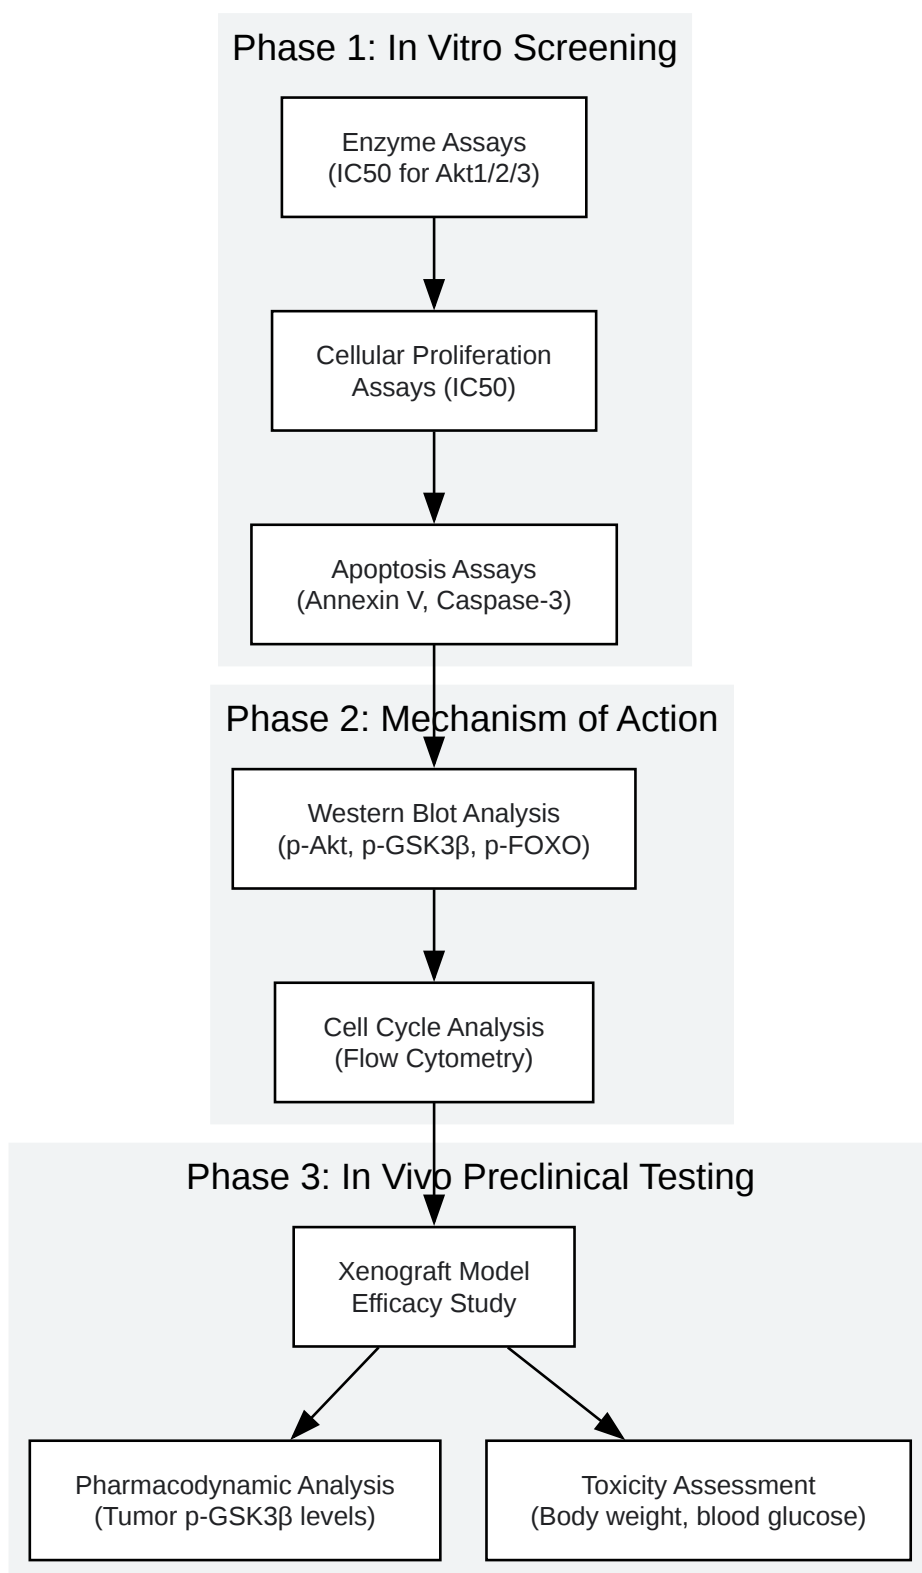 Phase 1: In Vitro Screening
Enzyme Assays
(IC50 for Akt1/2/3)
Cellular Proliferation
Assays (IC50)
Apoptosis Assays
(Annexin V, Caspase-3)
Phase 2: Mechanism of Action
Western Blot Analysis
(p-Akt, p-GSK3β, p-FOXO)
Cell Cycle Analysis
(Flow Cytometry)
Phase 3: In Vivo Preclinical Testing
Xenograft Model
Efficacy Study
Pharmacodynamic Analysis
(Tumor p-GSK3β levels)
Toxicity Assessment
(Body weight, blood glucose)